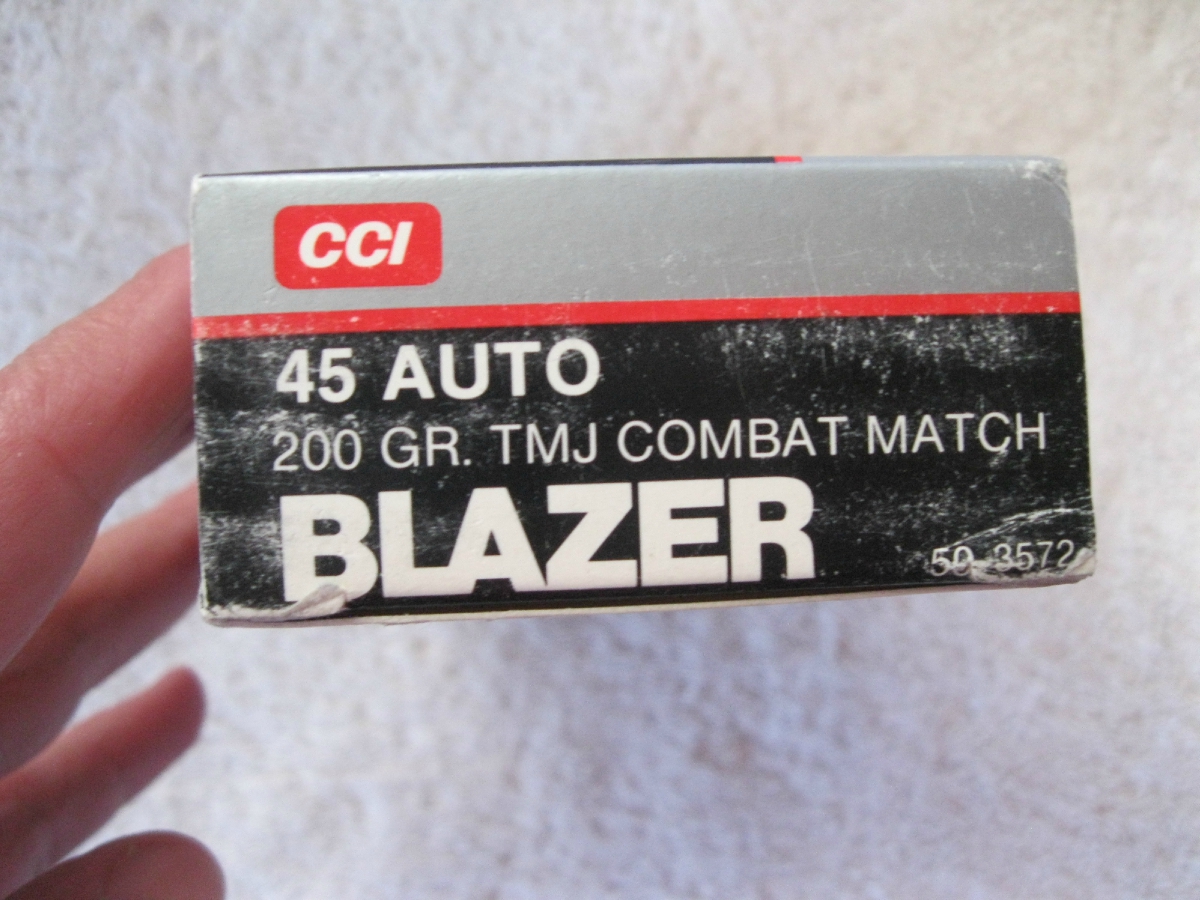 CCI
45 AUTO
200 GR. TMJ COMBAT MATCH
BLAZER
50 3572